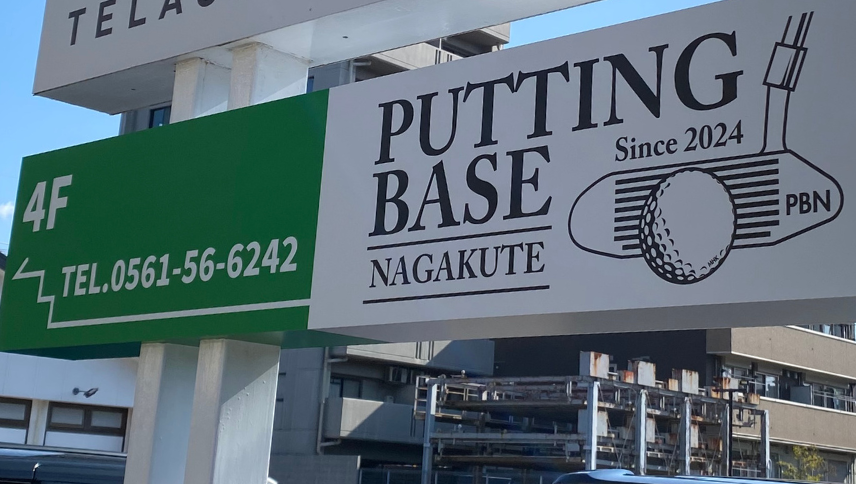 4F
TEL.0561-56-6242
PUTTING
BASE
NAGAKUTE
Since 2024
PBN